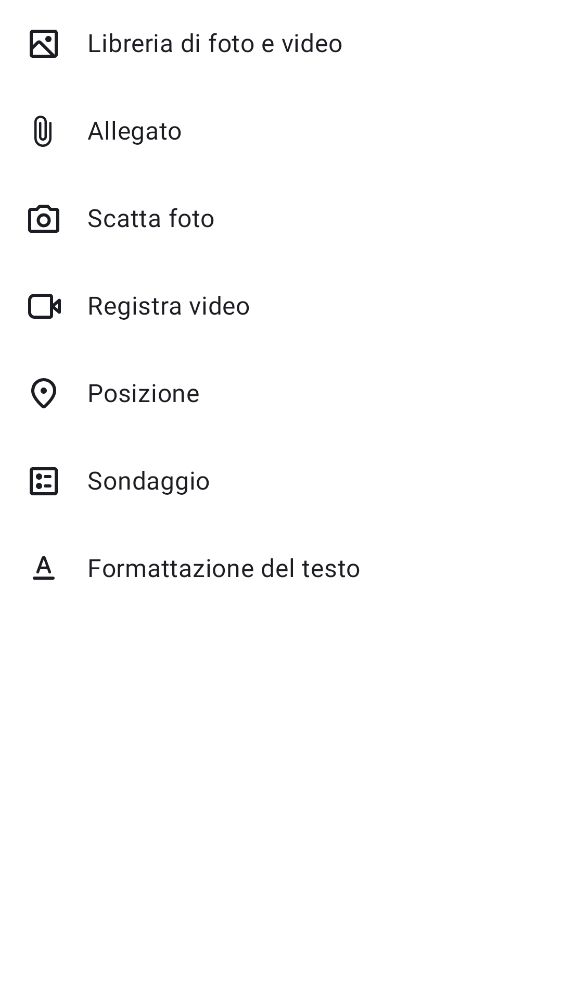 Libreria di foto e video
Allegato
Scatta foto
Registra video
Posizione
Sondaggio
Formattazione del testo